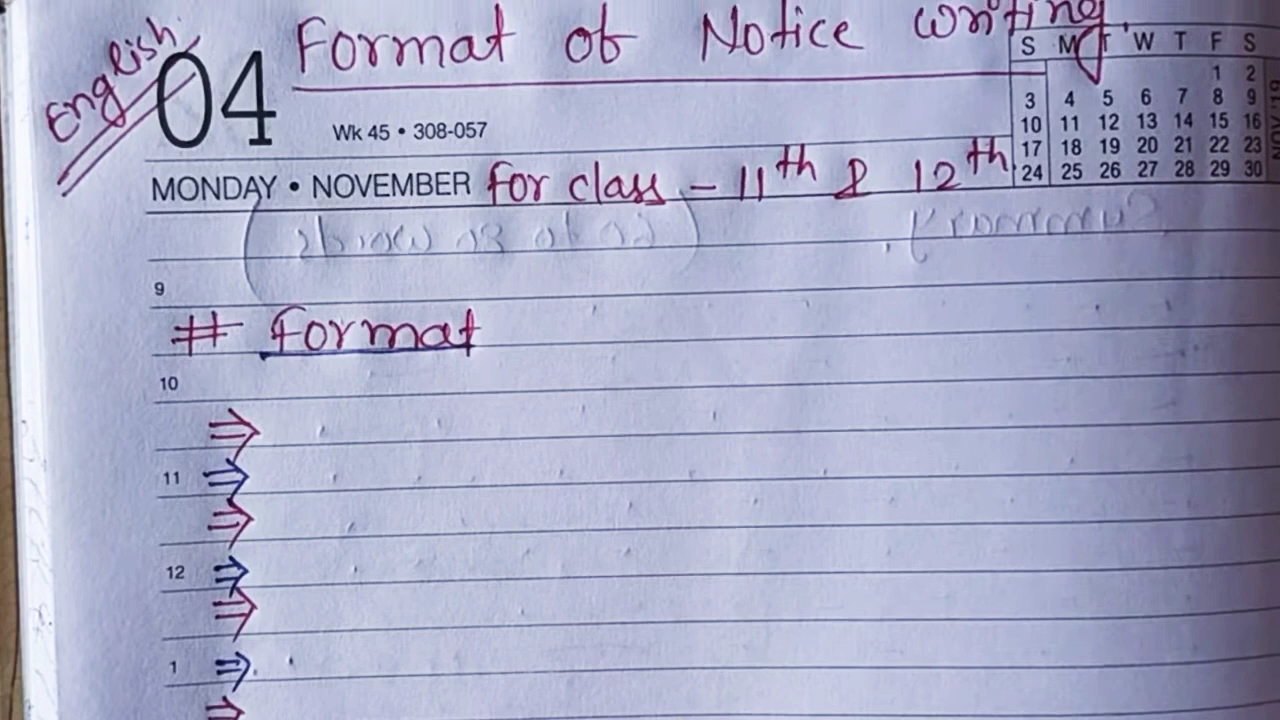 English
Format of Notice writing
04
Wk 45 • 308-057
S M T W T F S
1 2
3 4 5 6 7 8 9
10 11 12 13 14 15 16
17 18 19 20 21 22 23
24 25 26 27 28 29 30
MONDAY • NOVEMBER for class - 11th & 12th
9
# Format
10
⇒
11 ⇒
⇒
12 ⇒
⇒
1 ⇒
⇒